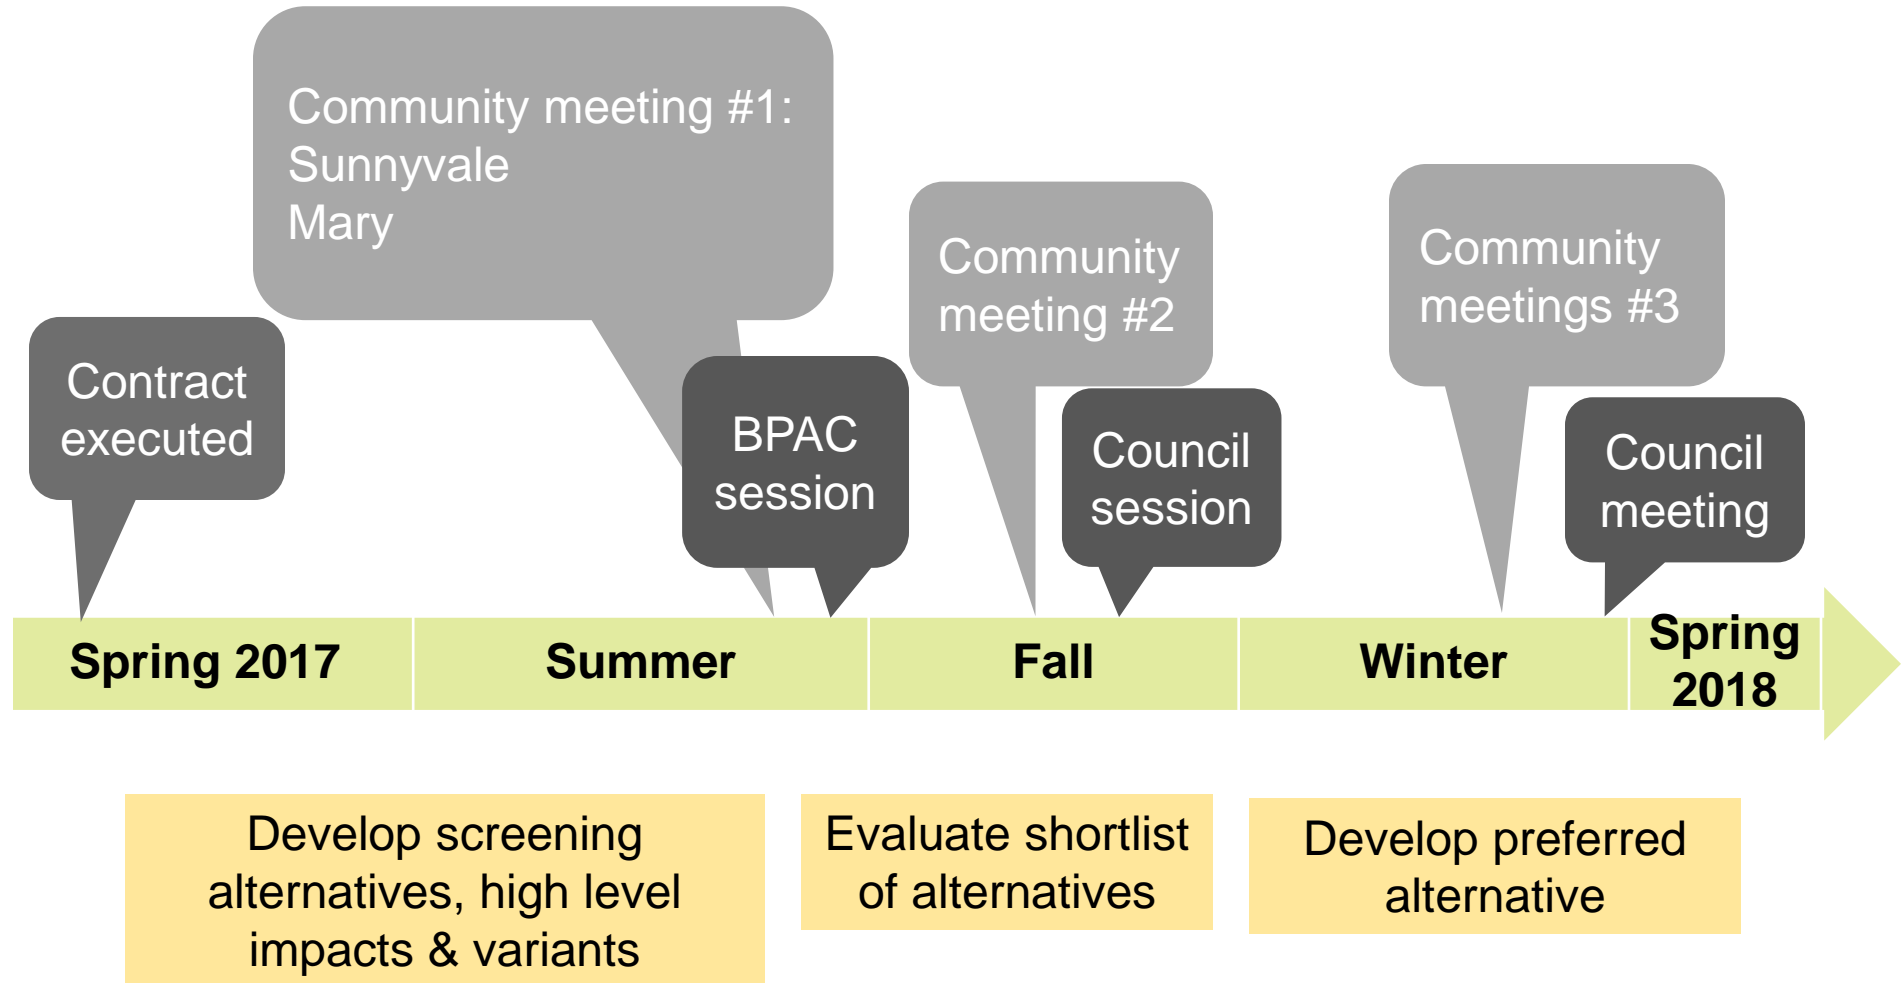 Community meeting #1:
Sunnyvale
Mary
Community
meeting #2
Community
meetings #3
Contract
executed
BPAC
session
Council
session
Council
meeting
Spring 2017
Summer
Fall
Winter
Spring
2018
Develop screening
alternatives, high level
impacts & variants
Evaluate shortlist
of alternatives
Develop preferred
alternative